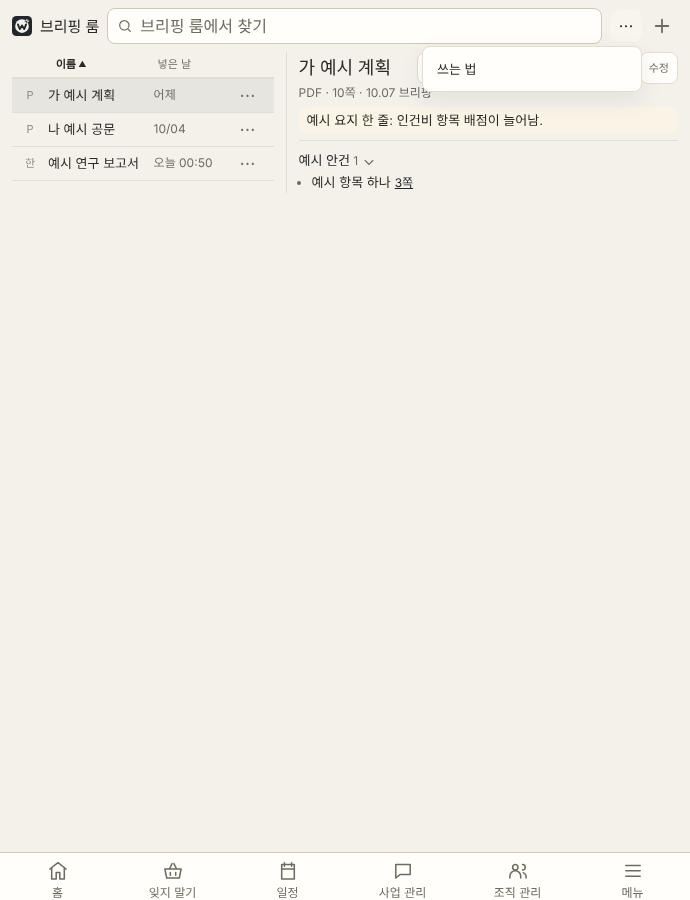 브리핑 룸
브리핑 룸에서 찾기
이름 ▲ 넣은 날
P 가 예시 계획 어제
P 나 예시 공문 10/04
한 예시 연구 보고서 오늘 00:50
가 예시 계획
쓰는 법
수정
PDF · 10쪽 · 10.07 브리핑
예시 요지 한 줄: 인건비 항목 배점이 늘어남.
예시 안건 1
• 예시 항목 하나 3쪽
홈 잊지 말기 일정 사업 관리 조직 관리 메뉴